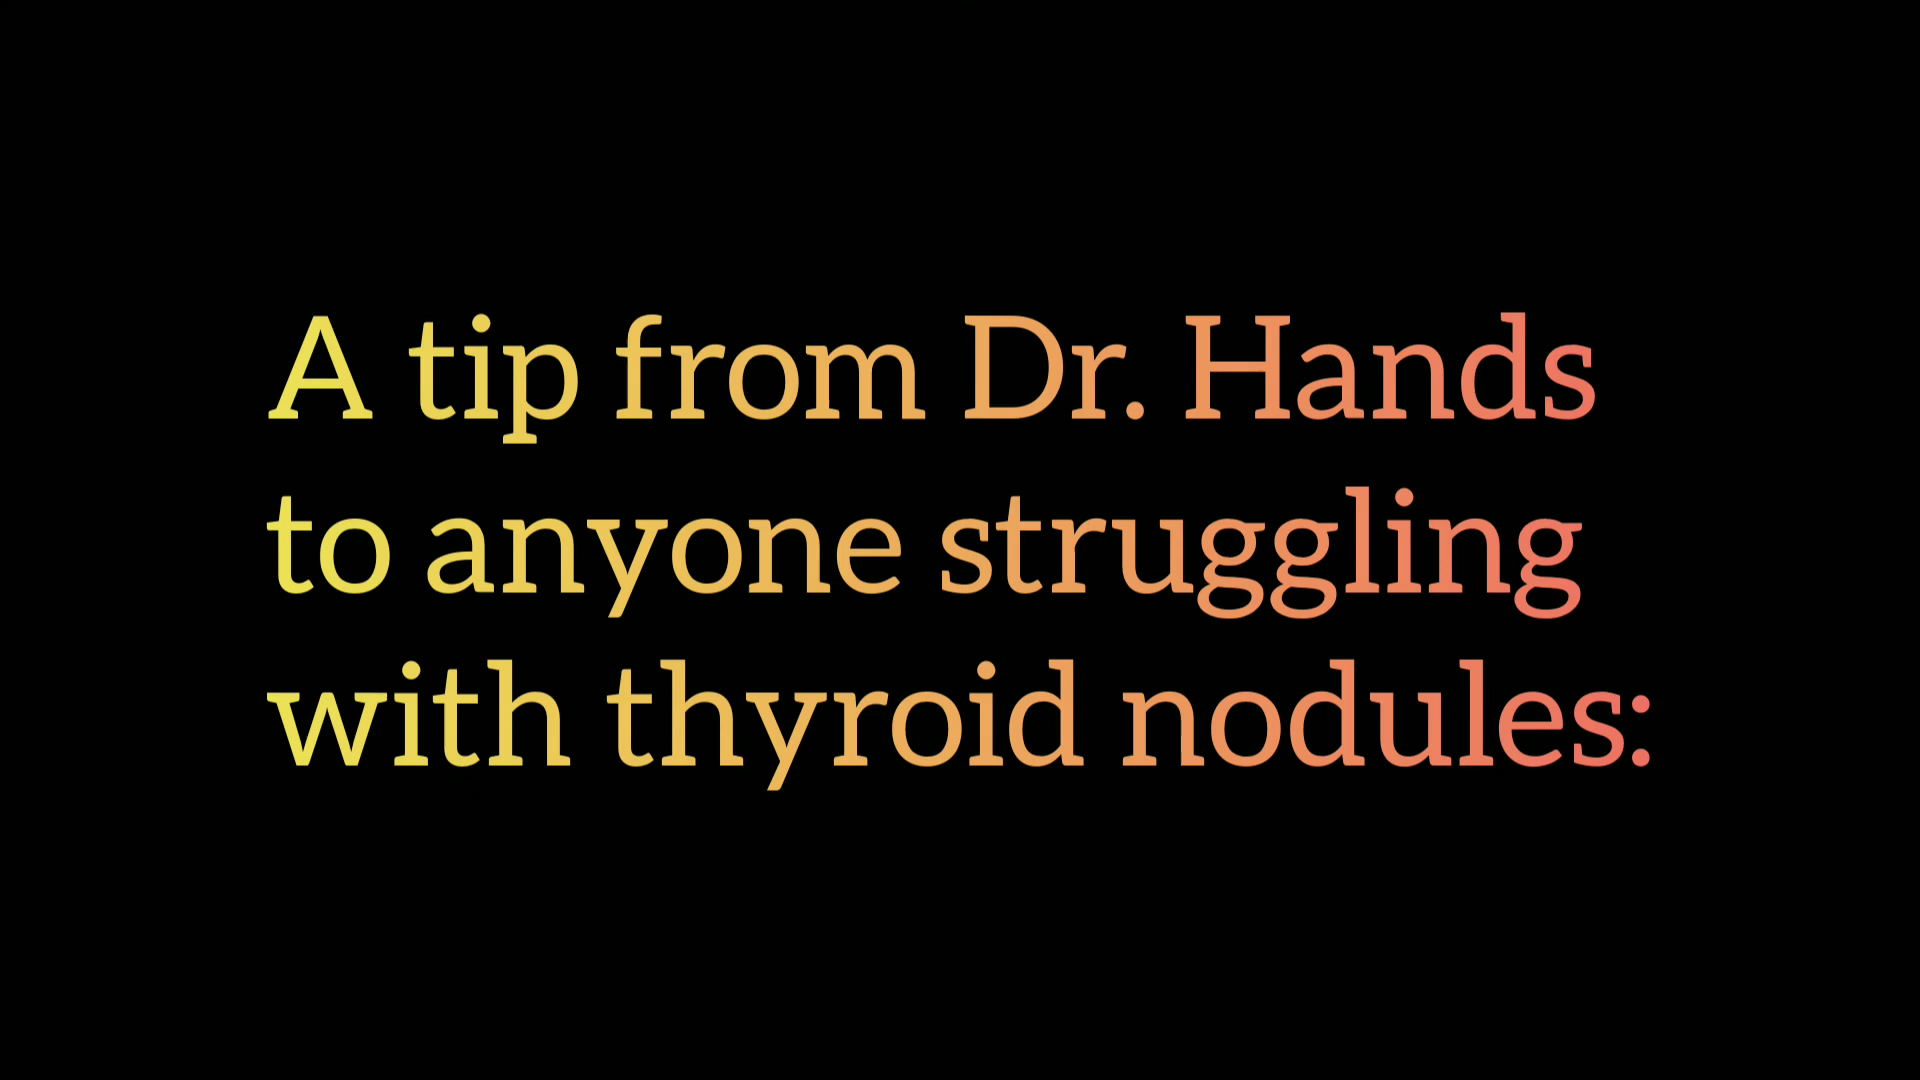 A tip from Dr. Hands
to anyone struggling
with thyroid nodules: